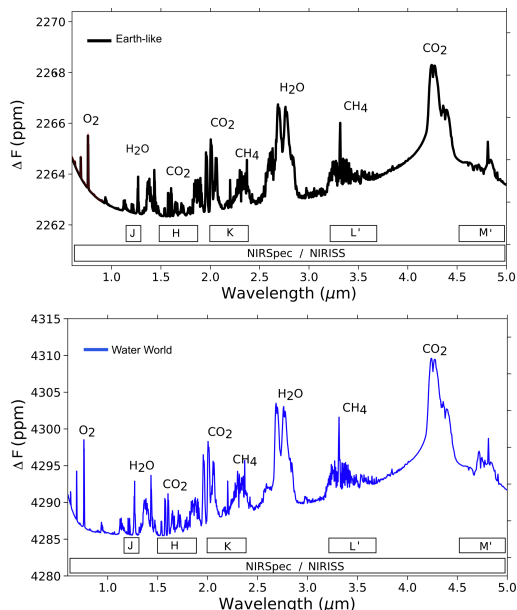 2270
Earth-like
2268
CO₂
H₂O
2266
O₂
CH₄
CO₂
H₂O
CH₄
CO₂
2264
2262
J
H
K
L'
M'
NIRSpec / NIRISS
Δ F (ppm)
1.0 1.5 2.0 2.5 3.0 3.5 4.0 4.5 5.0
Wavelength (μm)
4315
4310
Water World
CO₂
4305
H₂O
CH₄
4300
O₂
CO₂
4295
H₂O
CH₄
CO₂
4290
4285
J
H
K
L'
M'
NIRSpec / NIRISS
4280
Δ F (ppm)
1.0 1.5 2.0 2.5 3.0 3.5 4.0 4.5 5.0
Wavelength (μm)